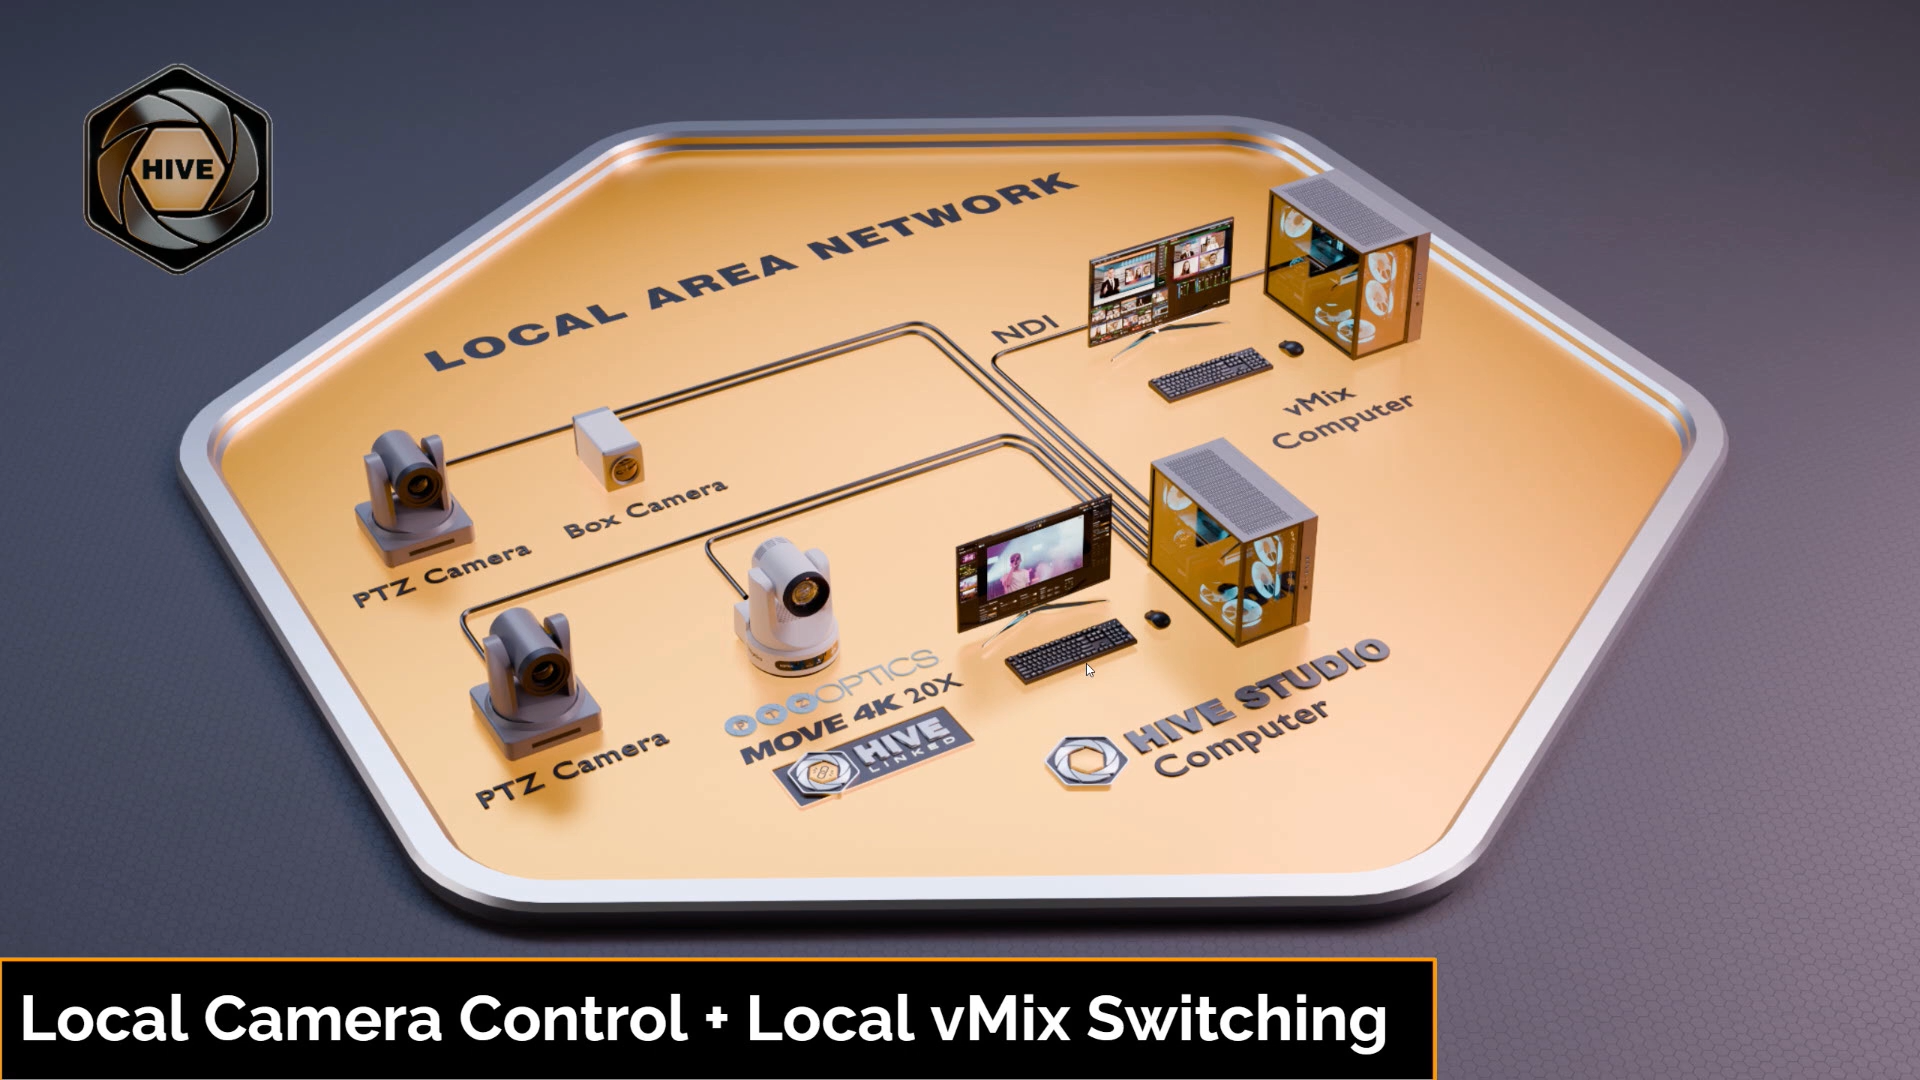 HIVE
LOCAL AREA NETWORK
NDI
vMix
Computer
Box Camera
PTZ Camera
PTZ Camera
PTZOPTICS
MOVE 4K 20X
HIVE
LINKED
HIVE STUDIO
Computer
Local Camera Control + Local vMix Switching